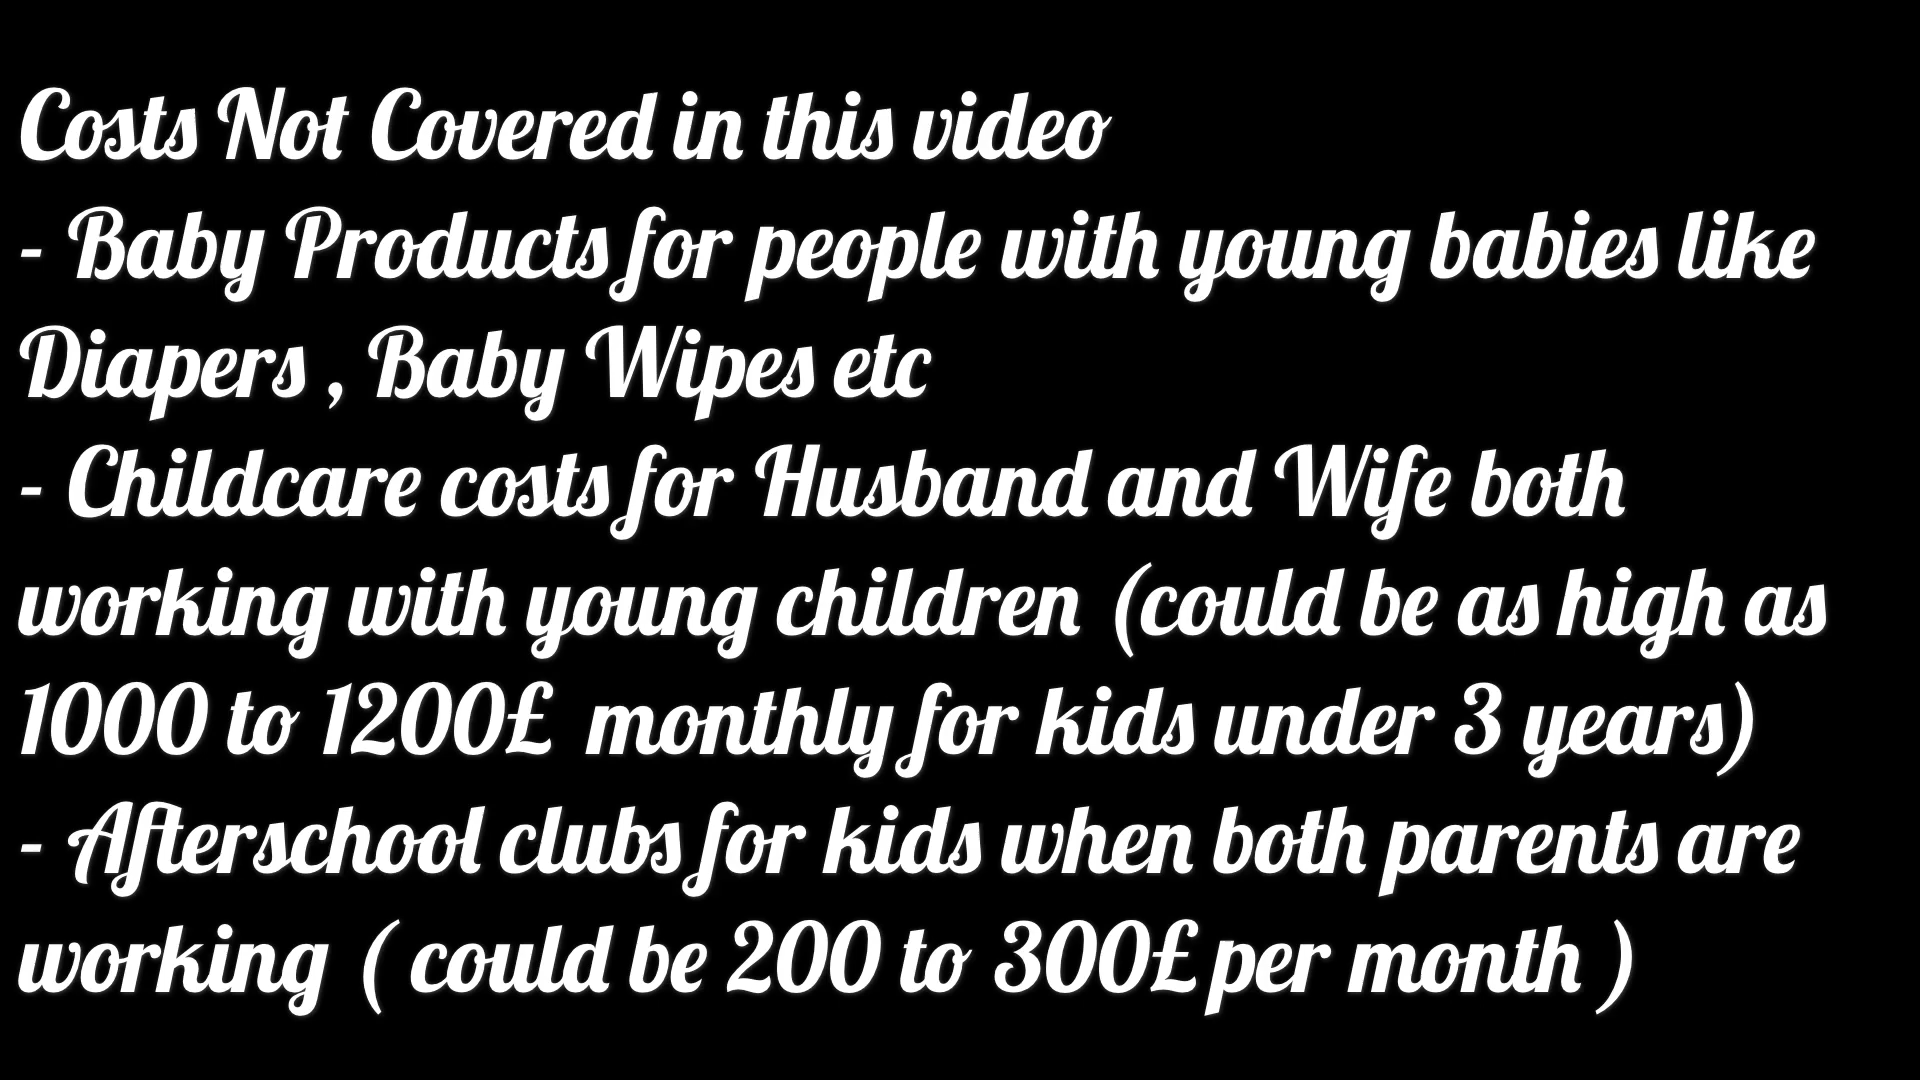 Costs Not Covered in this video
- Baby Products for people with young babies like
Diapers , Baby Wipes etc
- Childcare costs for Husband and Wife both
working with young children (could be as high as
1000 to 1200£ monthly for kids under 3 years)
- Afterschool clubs for kids when both parents are
working ( could be 200 to 300£ per month )